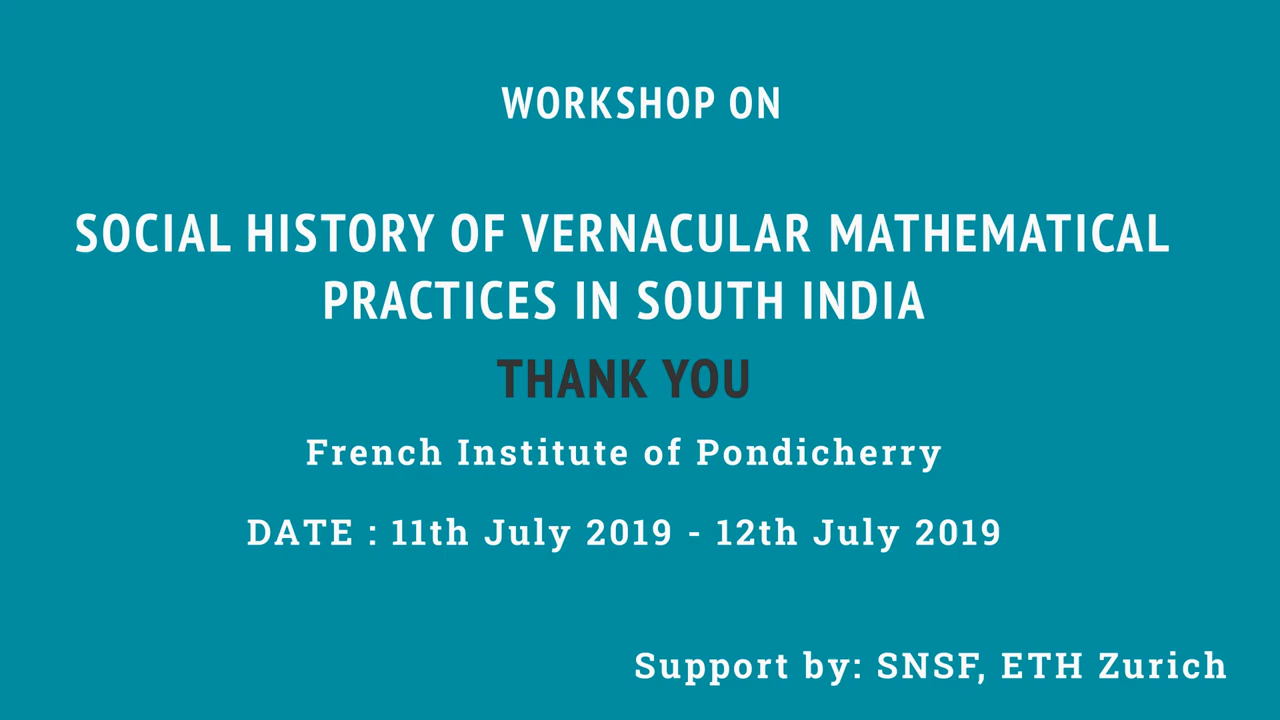 WORKSHOP ON
SOCIAL HISTORY OF VERNACULAR MATHEMATICAL
PRACTICES IN SOUTH INDIA
THANK YOU
French Institute of Pondicherry
DATE : 11th July 2019 - 12th July 2019
Support by: SNSF, ETH Zurich